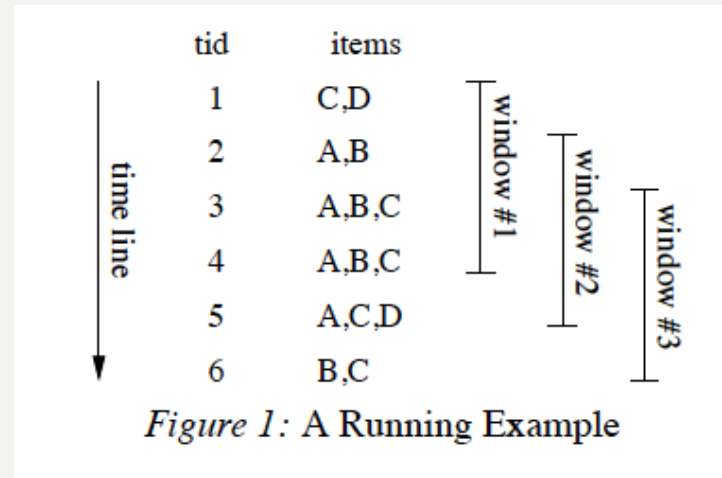 tid items
1 C,D
2 A,B
3 A,B,C
4 A,B,C
5 A,C,D
6 B,C
time line
window #1
window #2
window #3
Figure 1: A Running Example